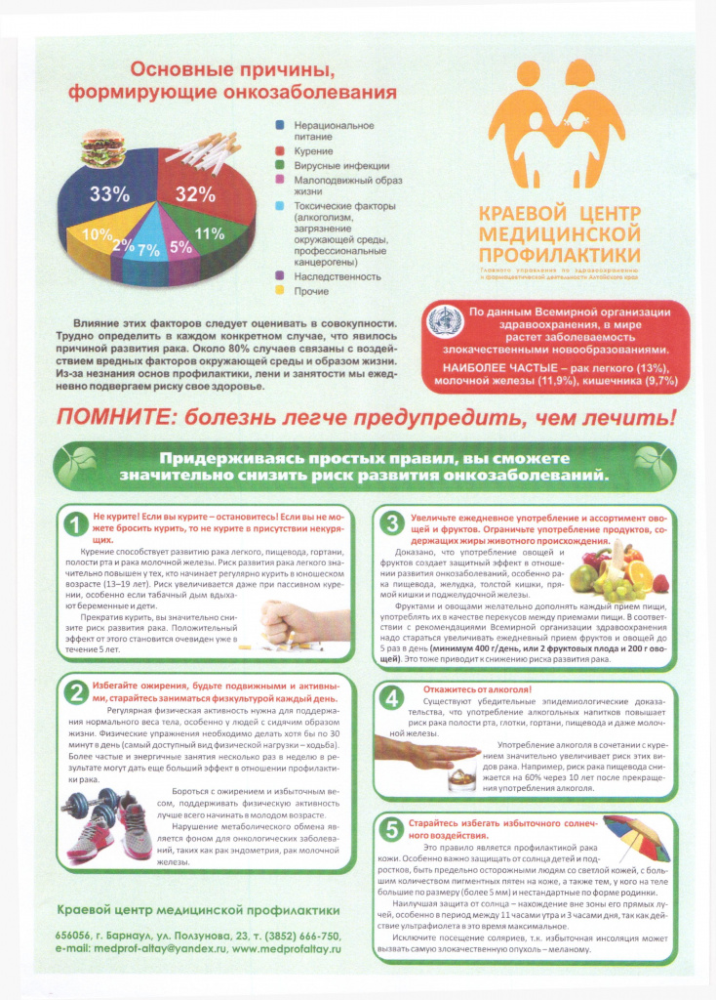 Основные причины,
формирующие онкозаболевания
33%
32%
10%
2%
7%
5%
11%
Нерациональное
питание
Курение
Вирусные инфекции
Малоподвижный образ
жизни
Токсические факторы
(алкоголизм,
загрязнение
окружающей среды,
профессиональные
канцерогены)
Наследственность
Прочие
КРАЕВОЙ ЦЕНТР
МЕДИЦИНСКОЙ
ПРОФИЛАКТИКИ
Главного управления по здравоохранению
и фармацевтической деятельности Алтайского края
Влияние этих факторов следует оценивать в совокупности.
Трудно определить в каждом конкретном случае, что явилось
причиной развития рака. Около 80% случаев связаны с воздей-
ствием вредных факторов окружающей среды и образом жизни.
Из-за незнания основ профилактики, лени и занятости мы ежед-
невно подвергаем риску свое здоровье.
По данным Всемирной организации
здравоохранения, в мире
растет заболеваемость
злокачественными новообразованиями.
НАИБОЛЕЕ ЧАСТЫЕ – рак легкого (13%),
молочной железы (11,9%), кишечника (9,7%)
ПОМНИТЕ: болезнь легче предупредить, чем лечить!
Придерживаясь простых правил, вы сможете
значительно снизить риск развития онкозаболеваний.
1
Не курите! Если вы курите – остановитесь! Если вы не мо-
жете бросить курить, то не курите в присутствии некуря-
щих.
Курение способствует развитию рака легкого, пищевода, гортани,
полости рта и рака молочной железы. Риск развития рака легкого зна-
чительно повышен у тех, кто начинает регулярно курить в юношеском
возрасте (13–19 лет). Риск увеличивается даже при пассивном куре-
нии, особенно если табачный дым вдыха-
ют беременные и дети.
Прекратив курить, вы значительно сни-
зите риск развития рака. Положительный
эффект от этого становится очевиден уже в
течение 5 лет.
2
Избегайте ожирения, будьте подвижными и активны-
ми, старайтесь заниматься физкультурой каждый день.
Регулярная физическая активность нужна для поддержа-
ния нормального веса тела, особенно у людей с сидячим образом
жизни. Физические упражнения необходимо делать хотя бы по 30
минут в день (самый доступный вид физической нагрузки – ходьба).
Более частые и энергичные занятия несколько раз в неделю в ре-
зультате могут дать еще больший эффект в отношении профилакти-
ки рака.
Бороться с ожирением и избыточным ве-
сом, поддерживать физическую активность
лучше всего начинать в молодом возрасте.
Нарушение метаболического обмена яв-
ляется фоном для онкологических заболева-
ний, таких как рак эндометрия, рак молочной
железы.
Краевой центр медицинской профилактики
656056, г. Барнаул, ул. Ползунова, 23, т. (3852) 666-750,
e-mail: medprof-altay@yandex.ru, www.medprofaltay.ru
3
Увеличьте ежедневное употребление и ассортимент ово-
щей и фруктов. Ограничьте употребление продуктов, со-
держащих жиры животного происхождения.
Доказано, что употребление овощей и
фруктов создает защитный эффект в отноше-
нии развития онкозаболеваний, особенно ра-
ка пищевода, желудка, толстой кишки, пря-
мой кишки и поджелудочной железы.
Фруктами и овощами желательно дополнять каждый прием пищи,
употреблять их в качестве перекусов между приемами пищи. В соответ-
ствии с рекомендациями Всемирной организации здравоохранения
надо стараться увеличивать ежедневный прием фруктов и овощей до
5 раз в день (минимум 400 г/день, или 2 фруктовых плода и 200 г ово-
щей). Это тоже приводит к снижению риска развития рака.
4
Откажитесь от алкоголя!
Существуют убедительные эпидемиологические доказа-
тельства, что употребление алкогольных напитков повышает
риск рака полости рта, глотки, гортани, пищевода и даже молоч-
ной железы.
Употребление алкоголя в сочетании с куре-
нием значительно увеличивает риск этих ви-
дов рака. Например, риск рака пищевода сни-
жается на 60% через 10 лет после прекраще-
ния употребления алкоголя.
5
Старайтесь избегать избыточного солнеч-
ного воздействия.
Это правило является профилактикой рака
кожи. Особенно важно защищать от солнца детей и под-
ростков, быть предельно осторожными людям со светлой кожей, с боль-
шим количеством пигментных пятен на коже, а также тем, у кого на теле
большие по размеру (более 5 мм) и нестандартные по форме родинки.
Наилучшая защита от солнца – нахождение вне зоны его прямых лу-
чей, особенно в период между 11 часами утра и 3 часами дня, так как дей-
ствие ультрафиолета в это время максимальное.
Исключите посещение соляриев, т.к. избыточная инсоляция может
вызвать самую злокачественную опухоль – меланому.